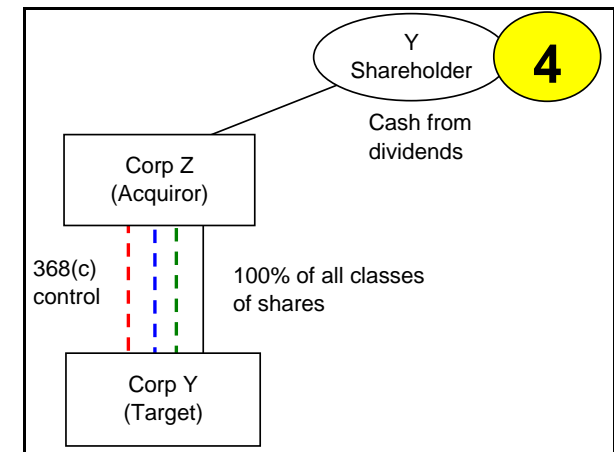 Y
Shareholder
4
Cash from
dividends
Corp Z
(Acquiror)
368(c)
control
100% of all classes
of shares
Corp Y
(Target)